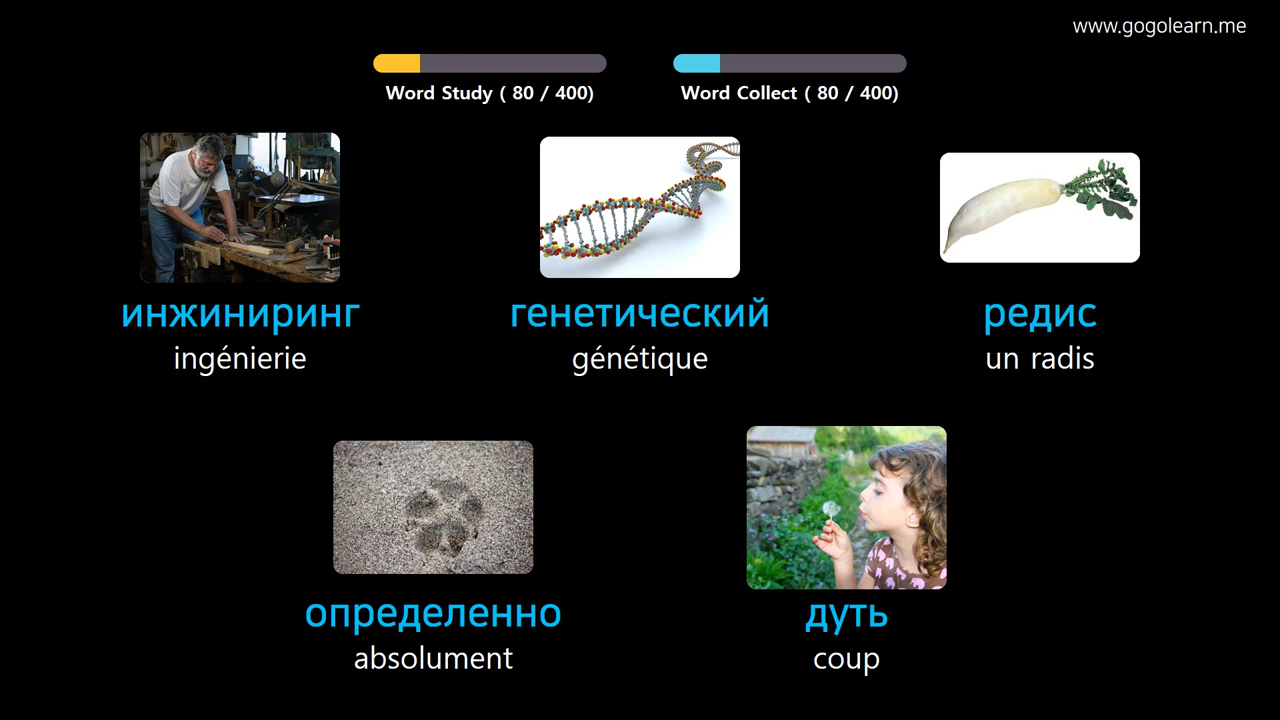 www.gogolearn.me
Word Study ( 80 / 400)
Word Collect ( 80 / 400)
инжиниринг
ingénierie
генетический
génétique
редис
un radis
определенно
absolument
дуть
coup